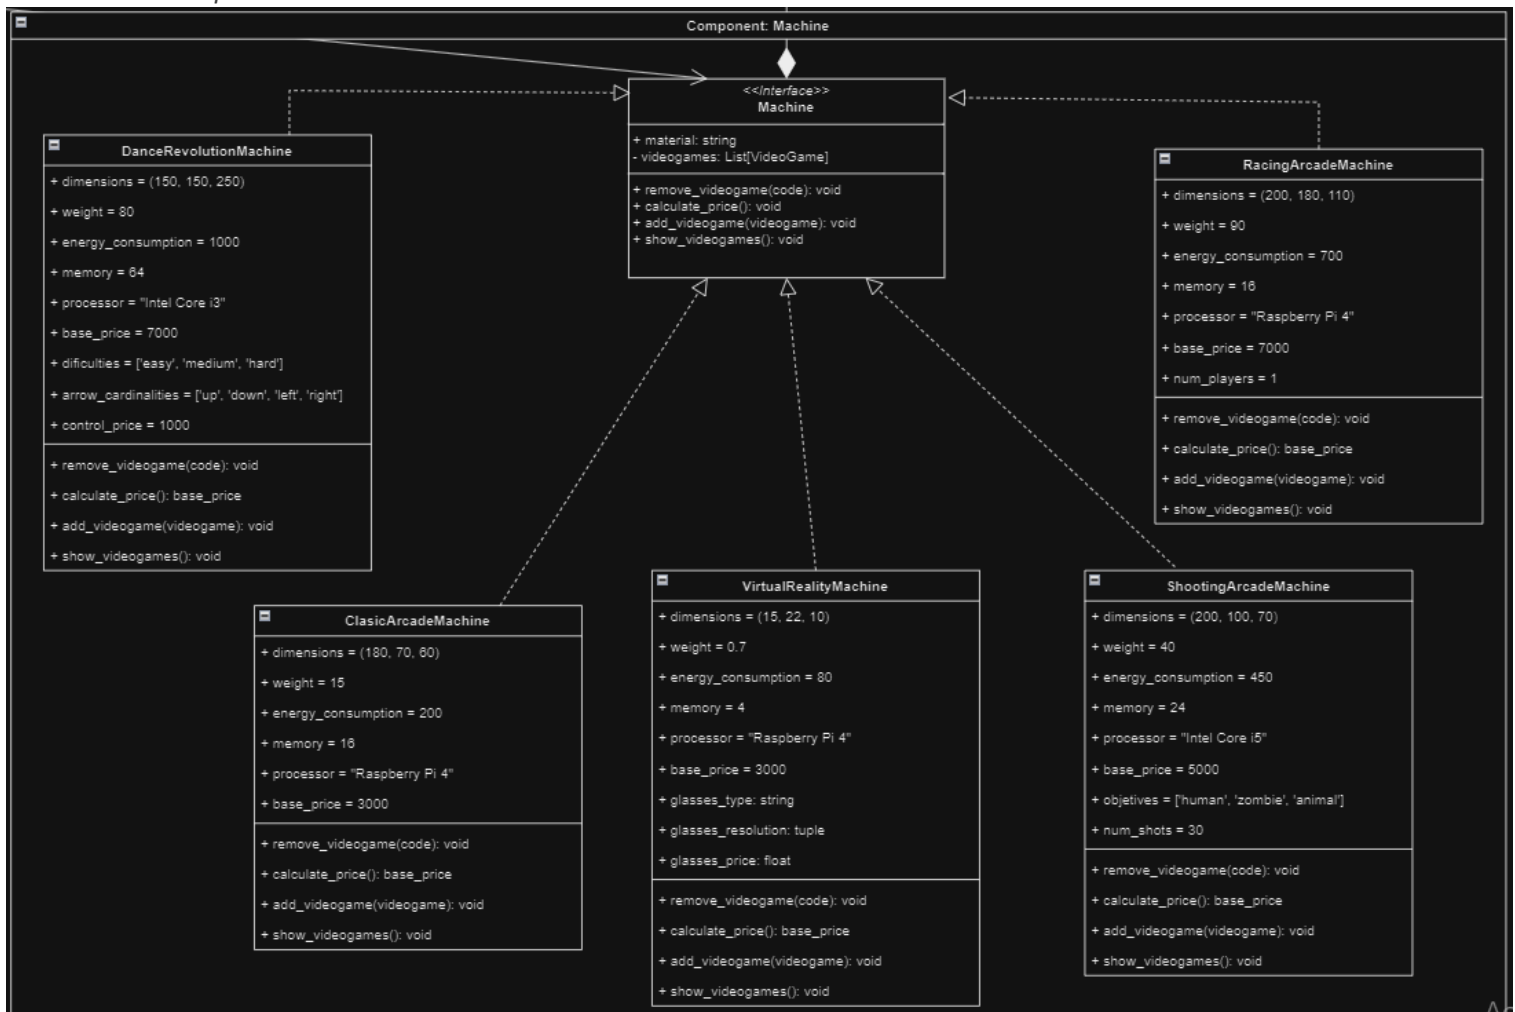 Component: Machine
<<Interface>>
Machine
+ material: string
- videogames: List[VideoGame]
+ remove_videogame(code): void
+ calculate_price(): void
+ add_videogame(videogame): void
+ show_videogames(): void
DanceRevolutionMachine
+ dimensions = (150, 150, 250)
+ weight = 80
+ energy_consumption = 1000
+ memory = 64
+ processor = "Intel Core i3"
+ base_price = 7000
+ dificulties = ['easy', 'medium', 'hard']
+ arrow_cardinalities = ['up', 'down', 'left', 'right']
+ control_price = 1000
+ remove_videogame(code): void
+ calculate_price(): base_price
+ add_videogame(videogame): void
+ show_videogames(): void
RacingArcadeMachine
+ dimensions = (200, 180, 110)
+ weight = 90
+ energy_consumption = 700
+ memory = 16
+ processor = "Raspberry Pi 4"
+ base_price = 7000
+ num_players = 1
+ remove_videogame(code): void
+ calculate_price(): base_price
+ add_videogame(videogame): void
+ show_videogames(): void
ClasicArcadeMachine
+ dimensions = (180, 70, 60)
+ weight = 15
+ energy_consumption = 200
+ memory = 16
+ processor = "Raspberry Pi 4"
+ base_price = 3000
+ remove_videogame(code): void
+ calculate_price(): base_price
+ add_videogame(videogame): void
+ show_videogames(): void
VirtualRealityMachine
+ dimensions = (15, 22, 10)
+ weight = 0.7
+ energy_consumption = 80
+ memory = 4
+ processor = "Raspberry Pi 4"
+ base_price = 3000
+ glasses_type: string
+ glasses_resolution: tuple
+ glasses_price: float
+ remove_videogame(code): void
+ calculate_price(): base_price
+ add_videogame(videogame): void
+ show_videogames(): void
ShootingArcadeMachine
+ dimensions = (200, 100, 70)
+ weight = 40
+ energy_consumption = 450
+ memory = 24
+ processor = "Intel Core i5"
+ base_price = 5000
+ objetives = ['human', 'zombie', 'animal']
+ num_shots = 30
+ remove_videogame(code): void
+ calculate_price(): base_price
+ add_videogame(videogame): void
+ show_videogames(): void